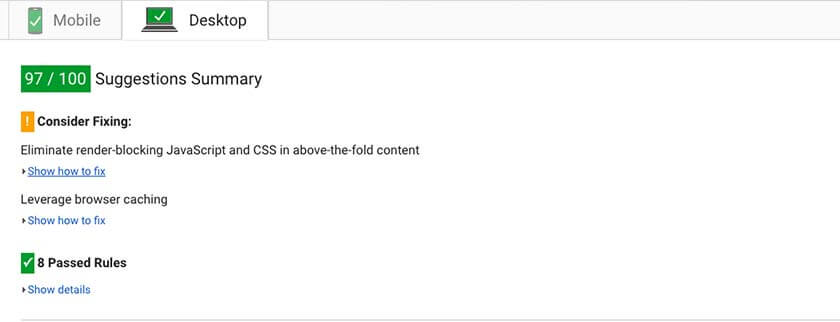 Mobile
Desktop
97 / 100 Suggestions Summary
! Consider Fixing:
Eliminate render-blocking JavaScript and CSS in above-the-fold content
Show how to fix
Leverage browser caching
Show how to fix
8 Passed Rules
Show details